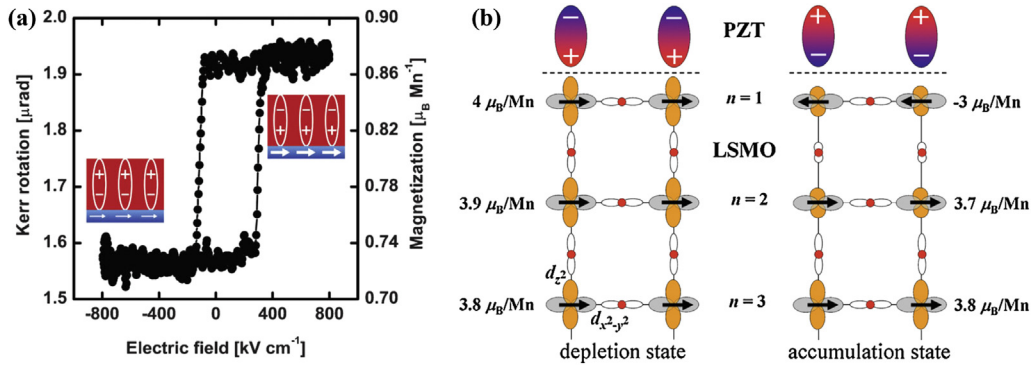 (a)
2.0
1.9
1.8
1.7
1.6
1.5
Kerr rotation [μrad]
0.90
0.86
0.82
0.78
0.74
0.70
Magnetization [μB Mn⁻¹]
+ + +
− − −
− − −
+ + +
-800 -400 0 400 800
Electric field [kV cm⁻¹]
(b)
− − PZT + +
+ + − −
4 μB/Mn n = 1 -3 μB/Mn
LSMO
3.9 μB/Mn n = 2 3.7 μB/Mn
dz²
3.8 μB/Mn n = 3 3.8 μB/Mn
dx²-y²
depletion state accumulation state